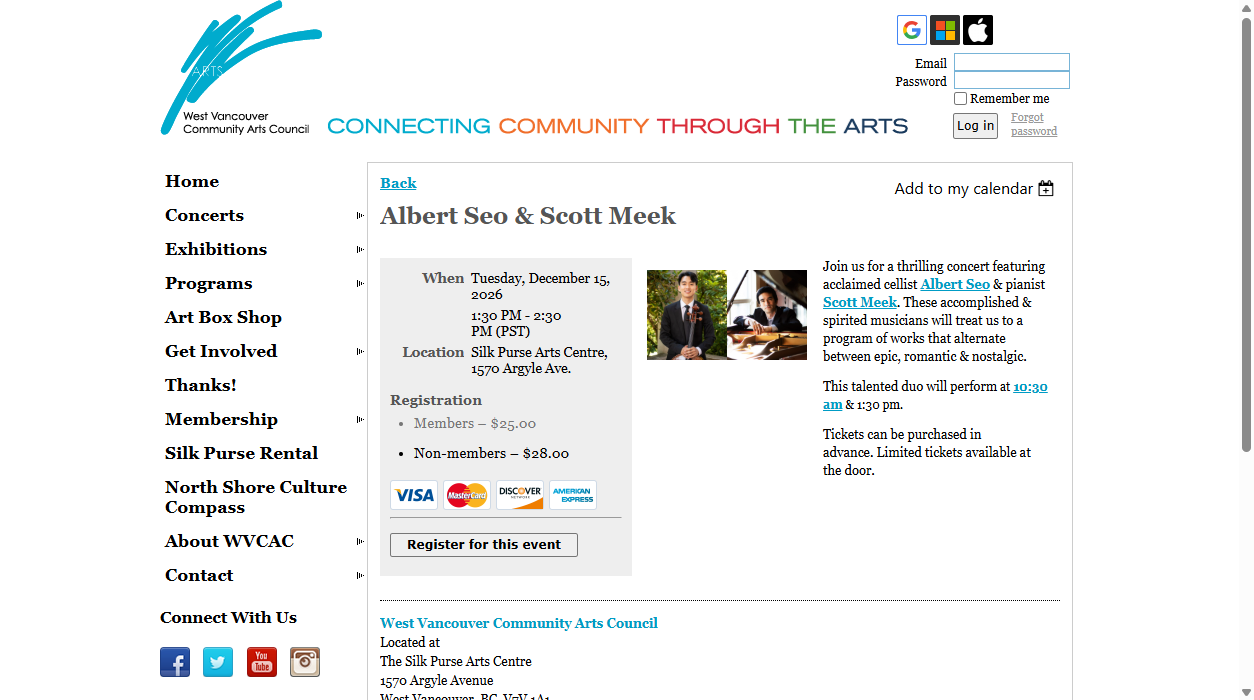 ARTS
West Vancouver
Community Arts Council
CONNECTING COMMUNITY THROUGH THE ARTS
Email
Password
Remember me
Log in
Forgot
password
Home
Concerts
Exhibitions
Programs
Art Box Shop
Get Involved
Thanks!
Membership
Silk Purse Rental
North Shore Culture
Compass
About WVCAC
Contact
Connect With Us
You
Tube
Back
Add to my calendar
Albert Seo & Scott Meek
When Tuesday, December 15,
2026
1:30 PM - 2:30
PM (PST)
Location Silk Purse Arts Centre,
1570 Argyle Ave.
Registration
• Members – $25.00
• Non-members – $28.00
VISA
MasterCard
DISCOVER
NETWORK
AMERICAN
EXPRESS
Register for this event
Join us for a thrilling concert featuring
acclaimed cellist Albert Seo & pianist
Scott Meek. These accomplished &
spirited musicians will treat us to a
program of works that alternate
between epic, romantic & nostalgic.
This talented duo will perform at 10:30
am & 1:30 pm.
Tickets can be purchased in
advance. Limited tickets available at
the door.
West Vancouver Community Arts Council
Located at
The Silk Purse Arts Centre
1570 Argyle Avenue
West Vancouver, BC, V7V 1A1